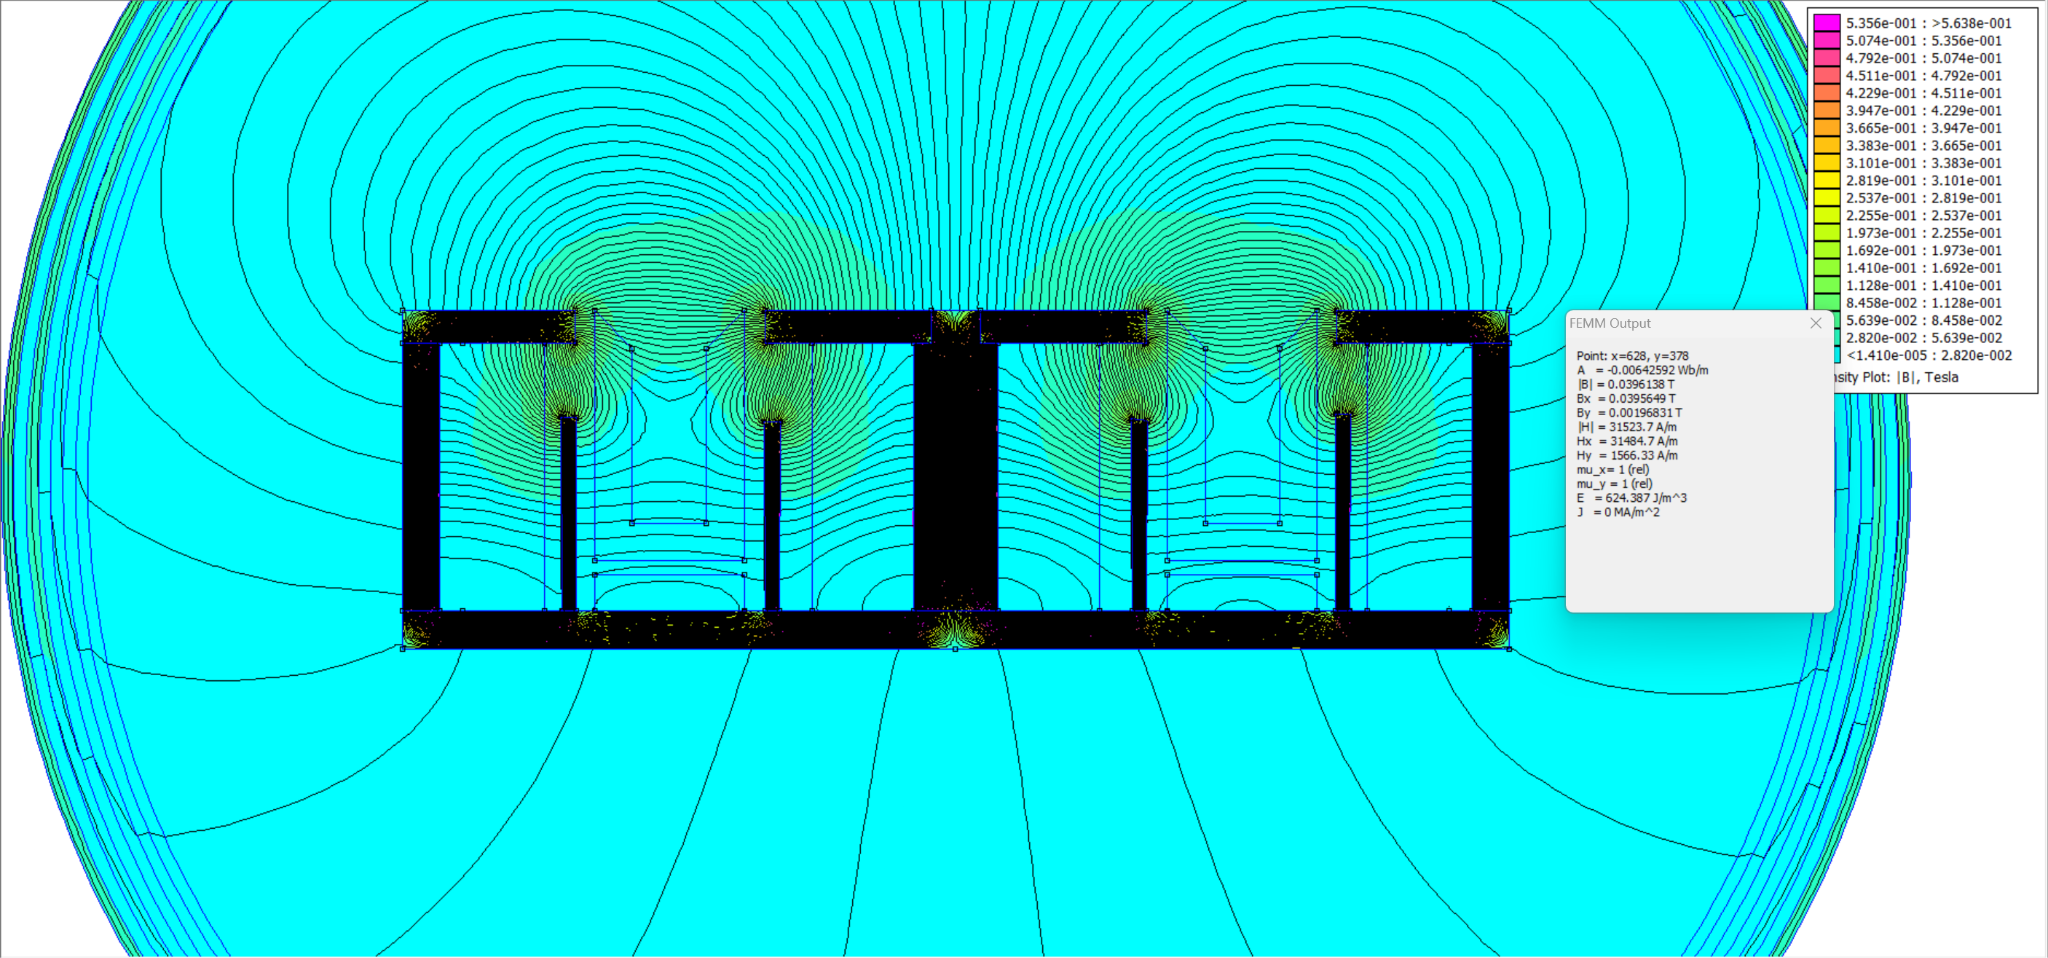 5.356e-001 : >5.638e-001
5.074e-001 : 5.356e-001
4.792e-001 : 5.074e-001
4.511e-001 : 4.792e-001
4.229e-001 : 4.511e-001
3.947e-001 : 4.229e-001
3.665e-001 : 3.947e-001
3.383e-001 : 3.665e-001
3.101e-001 : 3.383e-001
2.819e-001 : 3.101e-001
2.537e-001 : 2.819e-001
2.255e-001 : 2.537e-001
1.973e-001 : 2.255e-001
1.692e-001 : 1.973e-001
1.410e-001 : 1.692e-001
1.128e-001 : 1.410e-001
8.458e-002 : 1.128e-001
5.639e-002 : 8.458e-002
2.820e-002 : 5.639e-002
<1.410e-005 : 2.820e-002
nsity Plot: |B|, Tesla
FEMM Output
Point: x=628, y=378
A = -0.00642592 Wb/m
|B| = 0.0396138 T
Bx = 0.0395649 T
By = 0.00196831 T
|H| = 31523.7 A/m
Hx = 31484.7 A/m
Hy = 1566.33 A/m
mu_x= 1 (rel)
mu_y = 1 (rel)
E = 624.387 J/m^3
J = 0 MA/m^2